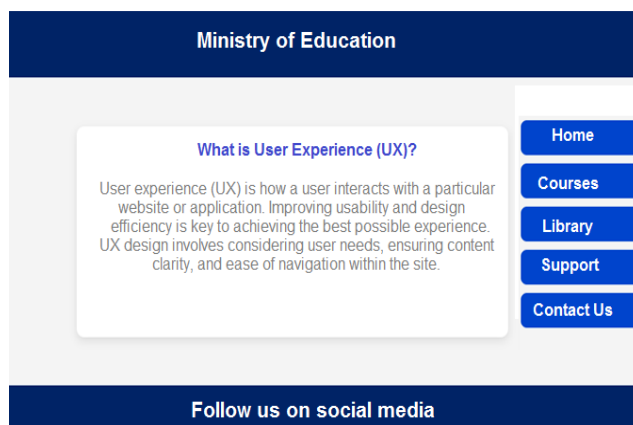 Ministry of Education
What is User Experience (UX)?
User experience (UX) is how a user interacts with a particular
website or application. Improving usability and design
efficiency is key to achieving the best possible experience.
UX design involves considering user needs, ensuring content
clarity, and ease of navigation within the site.
Home
Courses
Library
Support
Contact Us
Follow us on social media